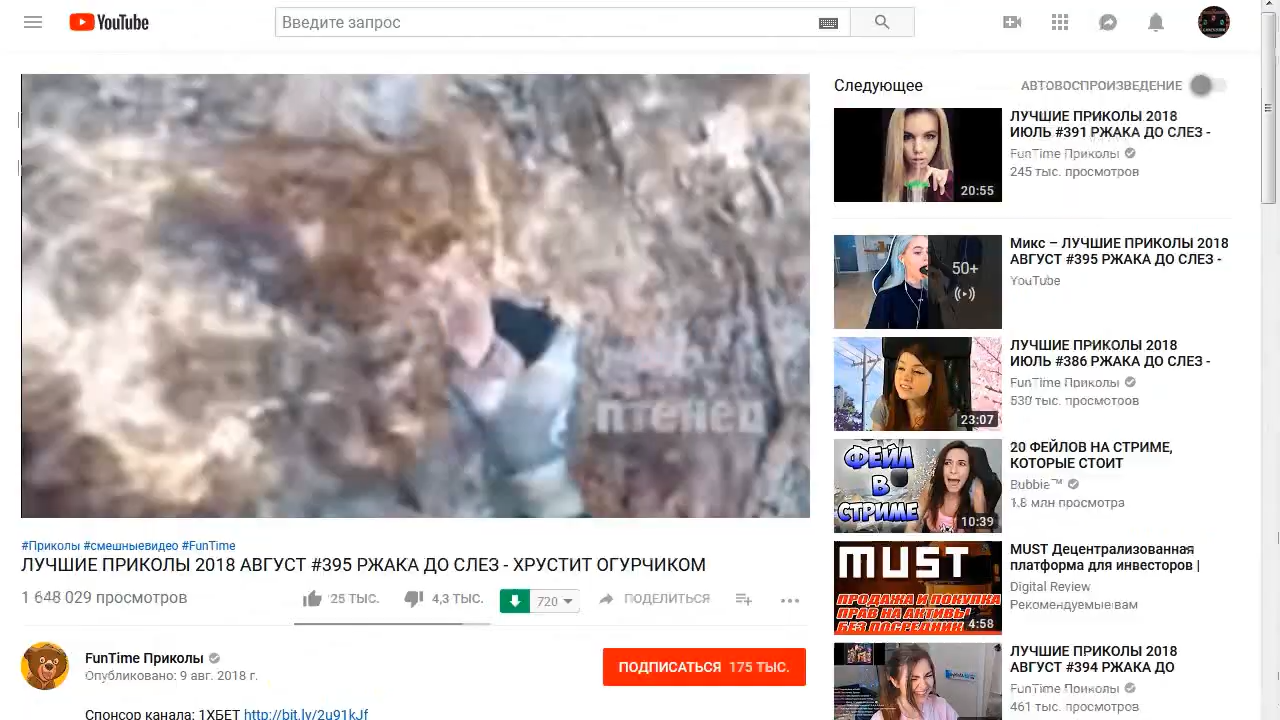 YouTube
Введите запрос
птенец
#Приколы #смешныевидео #FunTime
ЛУЧШИЕ ПРИКОЛЫ 2018 АВГУСТ #395 РЖАКА ДО СЛЕЗ - ХРУСТИТ ОГУРЧИКОМ
1 648 029 просмотров
25 ТЫС.
4,3 ТЫС.
720
ПОДЕЛИТЬСЯ
FunTime Приколы
Опубликовано: 9 авг. 2018 г.
ПОДПИСАТЬСЯ 175 ТЫС.
1XБЕТ http://bit.ly/2O91kJf
Следующее
АВТОВОСПРОИЗВЕДЕНИЕ
20:55
ЛУЧШИЕ ПРИКОЛЫ 2018
ИЮЛЬ #391 РЖАКА ДО СЛЕЗ -
FunTime Приколы
245 тыс. просмотров
50+
Микс – ЛУЧШИЕ ПРИКОЛЫ 2018
АВГУСТ #395 РЖАКА ДО СЛЕЗ -
YouTube
23:07
ЛУЧШИЕ ПРИКОЛЫ 2018
ИЮЛЬ #386 РЖАКА ДО СЛЕЗ -
FunTime Приколы
530 тыс. просмотров
ФЕЙЛ
В
СТРИМЕ
10:39
20 ФЕЙЛОВ НА СТРИМЕ,
КОТОРЫЕ СТОИТ
Bubble™
1,8 млн просмотра
MUST
ПРОДАЖА И ПОКУПКА
ПРАВ НА АКТИВЫ
БЕЗ ПОСРЕДНИК
4:58
MUST Децентрализованная
платформа для инвесторов |
Digital Review
Рекомендуемые вам
ЛУЧШИЕ ПРИКОЛЫ 2018
АВГУСТ #394 РЖАКА ДО
FunTime Приколы
461 тыс. просмотров